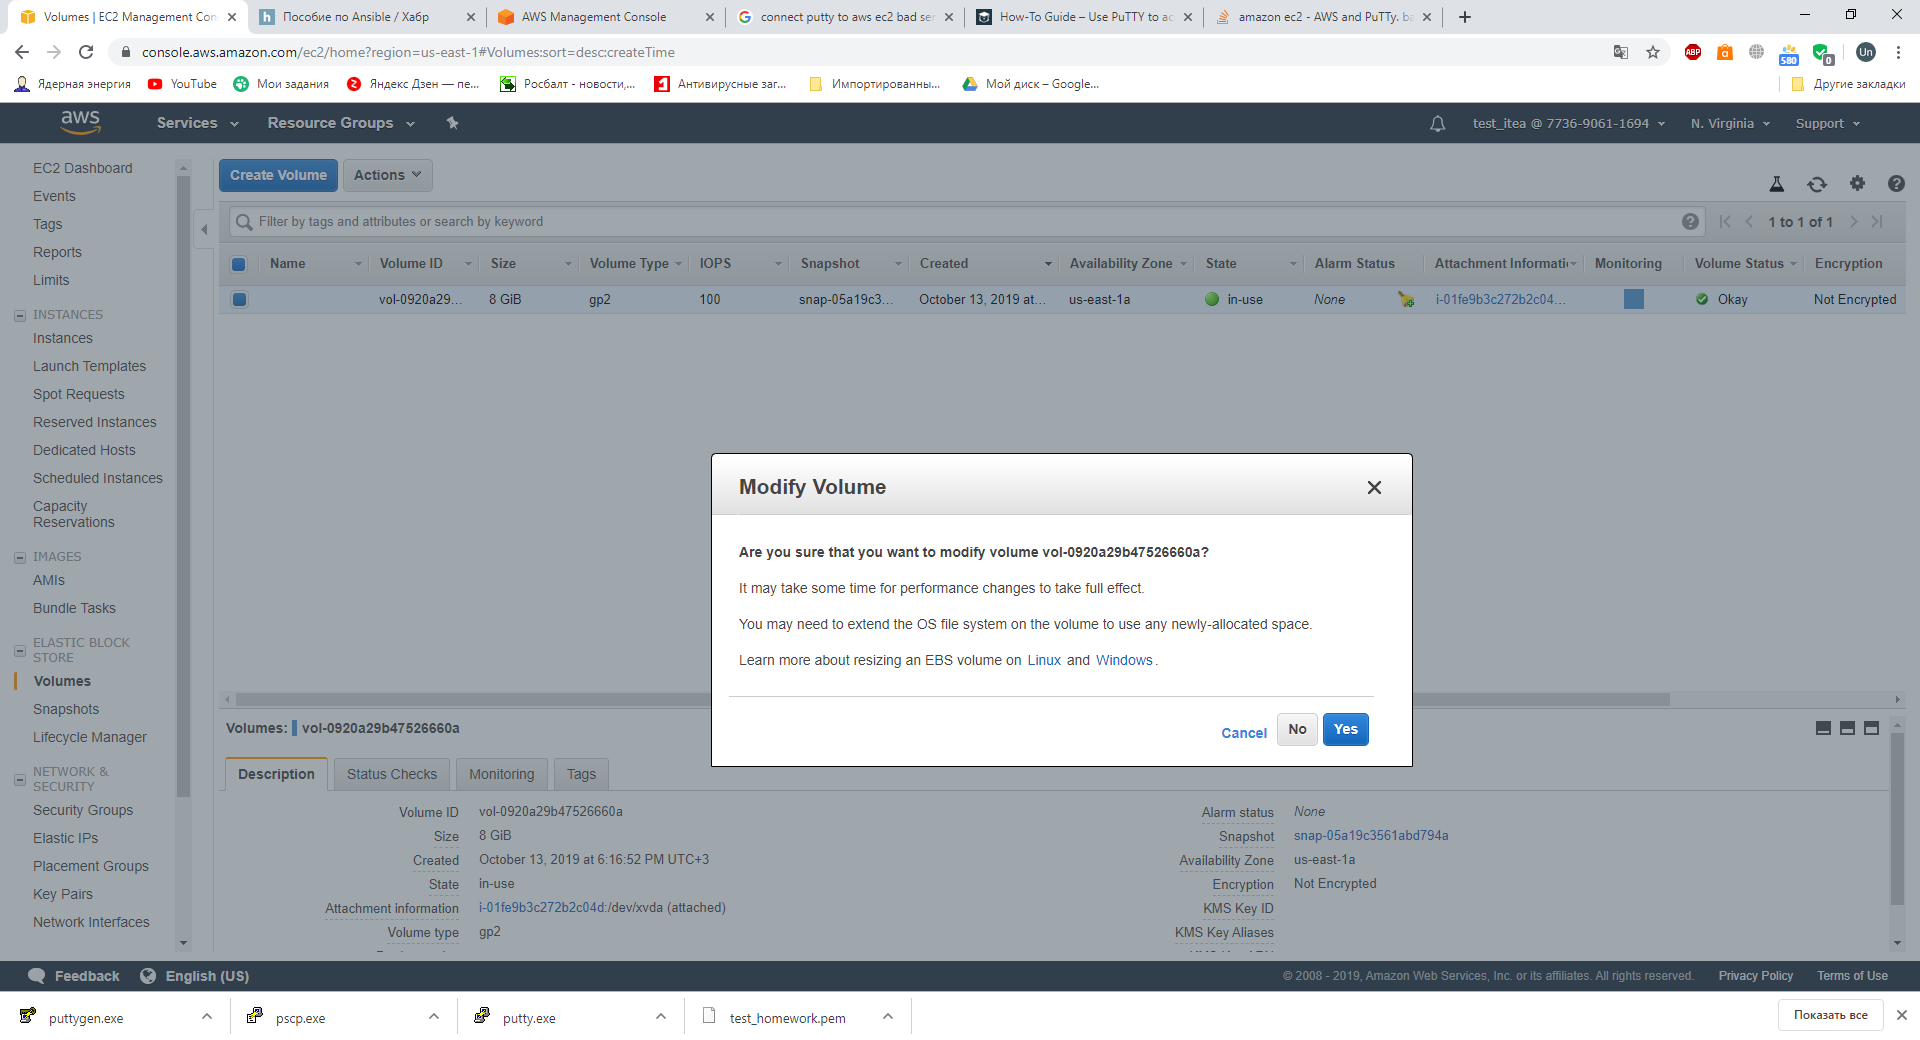 Volumes | EC2 Management Con
Пособие по Ansible / Хабр
AWS Management Console
connect putty to aws ec2 bad ser
How-To Guide – Use PuTTY to ac
amazon ec2 - AWS and PuTTy. ba
console.aws.amazon.com/ec2/home?region=us-east-1#Volumes:sort=desc:createTime
ABP
580
0
Un
Ядерная энергия
YouTube
Мои задания
Яндекс Дзен — пе...
Росбалт - новости,...
Антивирусные заг...
Импортированны...
Мой диск – Google...
Другие закладки
aws
Services
Resource Groups
test_itea @ 7736-9061-1694
N. Virginia
Support
EC2 Dashboard
Events
Tags
Reports
Limits
INSTANCES
Instances
Launch Templates
Spot Requests
Reserved Instances
Dedicated Hosts
Scheduled Instances
Capacity
Reservations
IMAGES
AMIs
Bundle Tasks
ELASTIC BLOCK
STORE
Volumes
Snapshots
Lifecycle Manager
NETWORK &
SECURITY
Security Groups
Elastic IPs
Placement Groups
Key Pairs
Network Interfaces
Create Volume
Actions
Filter by tags and attributes or search by keyword
1 to 1 of 1
Name Volume ID Size Volume Type IOPS Snapshot Created Availability Zone State Alarm Status Attachment Informati Monitoring Volume Status Encryption
vol-0920a29... 8 GiB gp2 100 snap-05a19c3... October 13, 2019 at... us-east-1a in-use None i-01fe9b3c272b2c04... Okay Not Encrypted
Modify Volume
Are you sure that you want to modify volume vol-0920a29b47526660a?
It may take some time for performance changes to take full effect.
You may need to extend the OS file system on the volume to use any newly-allocated space.
Learn more about resizing an EBS volume on Linux and Windows.
Cancel
No
Yes
Volumes: vol-0920a29b47526660a
Description
Status Checks
Monitoring
Tags
Volume ID vol-0920a29b47526660a
Size 8 GiB
Created October 13, 2019 at 6:16:52 PM UTC+3
State in-use
Attachment information i-01fe9b3c272b2c04d:/dev/xvda (attached)
Volume type gp2
Alarm status None
Snapshot snap-05a19c3561abd794a
Availability Zone us-east-1a
Encryption Not Encrypted
KMS Key ID
KMS Key Aliases
Feedback
English (US)
© 2008 - 2019, Amazon Web Services, Inc. or its affiliates. All rights reserved.
Privacy Policy
Terms of Use
puttygen.exe
pscp.exe
putty.exe
test_homework.pem
Показать все